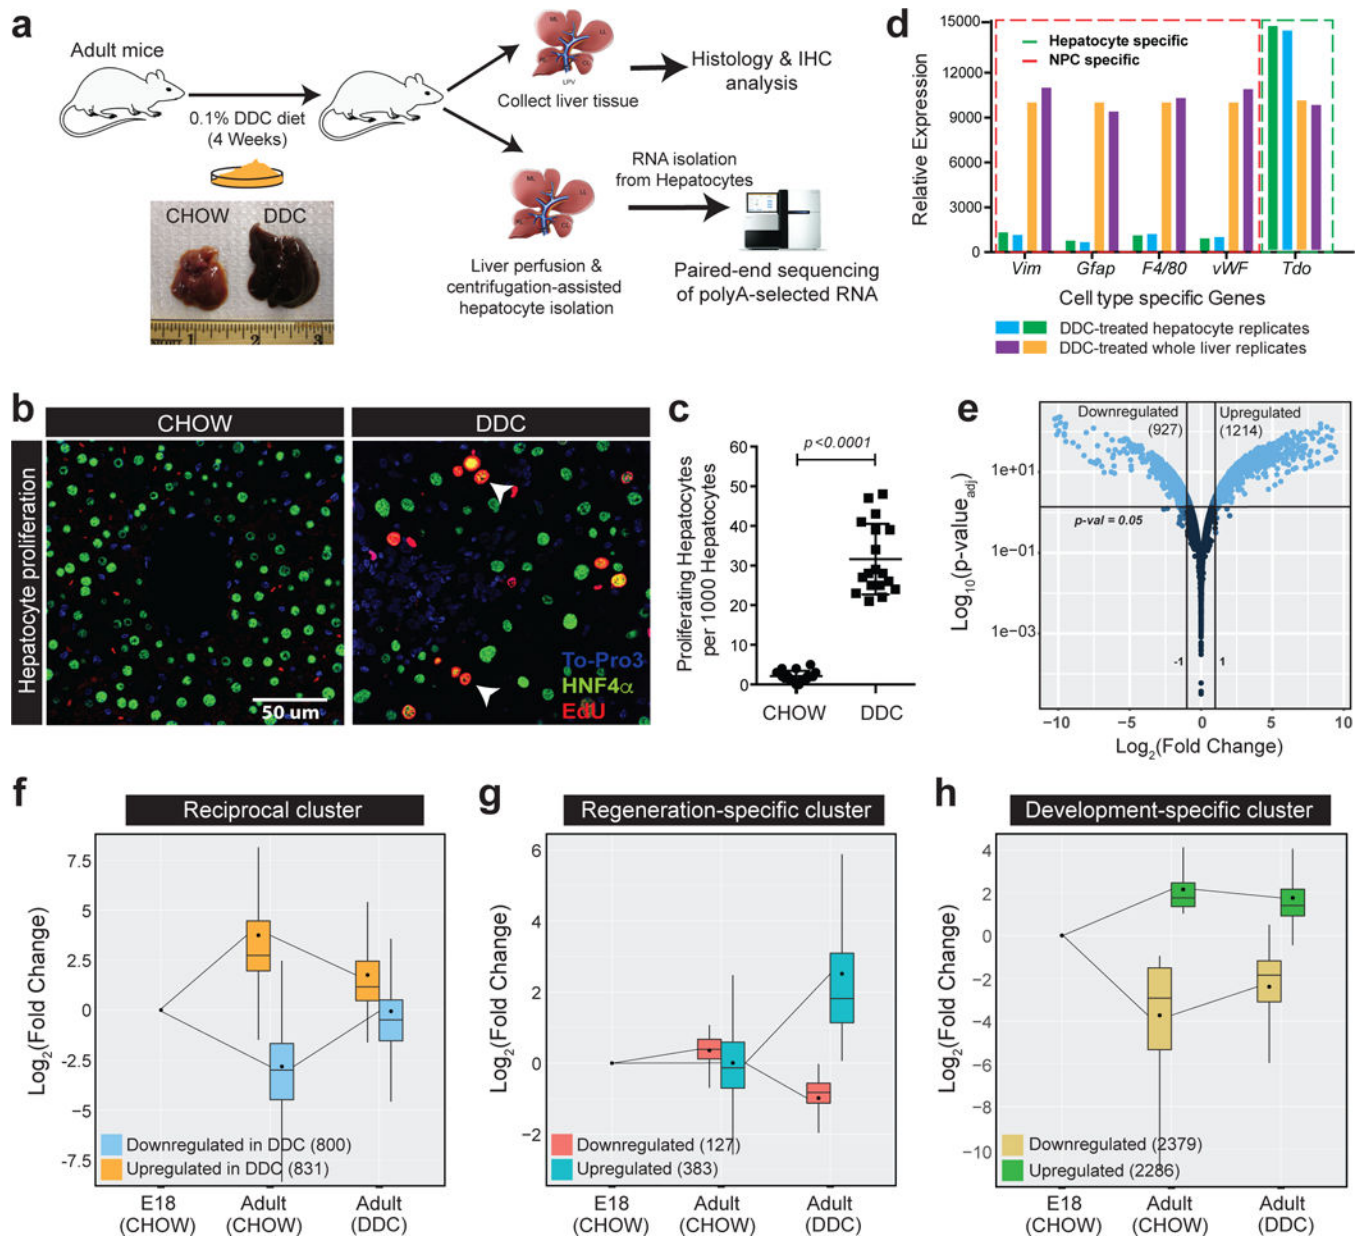 a
Adult mice
0.1% DDC diet
(4 Weeks)
CHOW DDC
1 2 3
ML
LL
LPV
Collect liver tissue
Histology & IHC
analysis
ML
LL
RNA isolation
from Hepatocytes
Liver perfusion &
centrifugation-assisted
hepatocyte isolation
Paired-end sequencing
of polyA-selected RNA
d
Relative Expression
15000
12000
9000
6000
3000
0
Hepatocyte specific
NPC specific
Vim Gfap F4/80 vWF Tdo
Cell type specific Genes
DDC-treated hepatocyte replicates
DDC-treated whole liver replicates
b
CHOW DDC
Hepatocyte proliferation
50 um
To-Pro3
HNF4α
EdU
c
Proliferating Hepatocytes
per 1000 Hepatocytes
p<0.0001
60
50
40
30
20
10
0
CHOW DDC
e
Log10(p-valueadj)
Downregulated
(927)
Upregulated
(1214)
1e+01
p-val = 0.05
1e-01
1e-03
-1 1
-10 -5 0 5 10
Log2(Fold Change)
f
Reciprocal cluster
Log2(Fold Change)
7.5
5
2.5
0
-2.5
-5
-7.5
Downregulated in DDC (800)
Upregulated in DDC (831)
E18 Adult Adult
(CHOW) (CHOW) (DDC)
g
Regeneration-specific cluster
Log2(Fold Change)
6
4
2
0
-2
Downregulated (127)
Upregulated (383)
E18 Adult Adult
(CHOW) (CHOW) (DDC)
h
Development-specific cluster
Log2(Fold Change)
4
2
0
-2
-4
-6
-8
-10
Downregulated (2379)
Upregulated (2286)
E18 Adult Adult
(CHOW) (CHOW) (DDC)